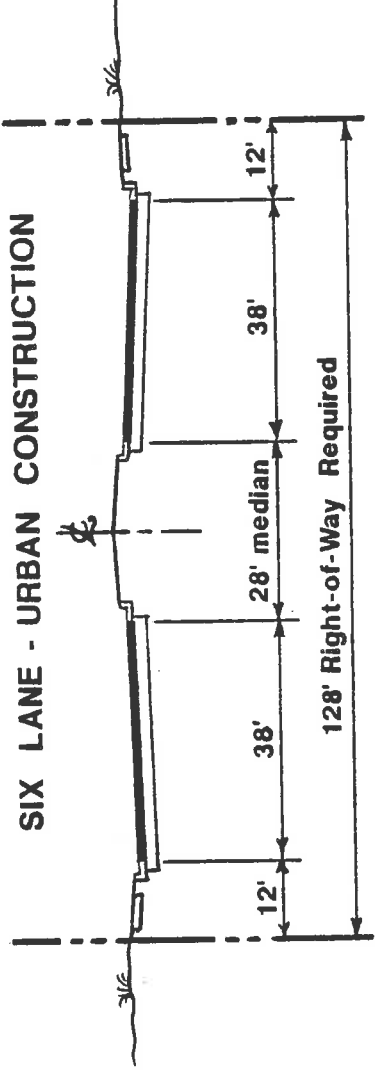 SIX LANE - URBAN CONSTRUCTION
℄
12'
38'
28' median
38'
12'
128' Right-of-Way Required